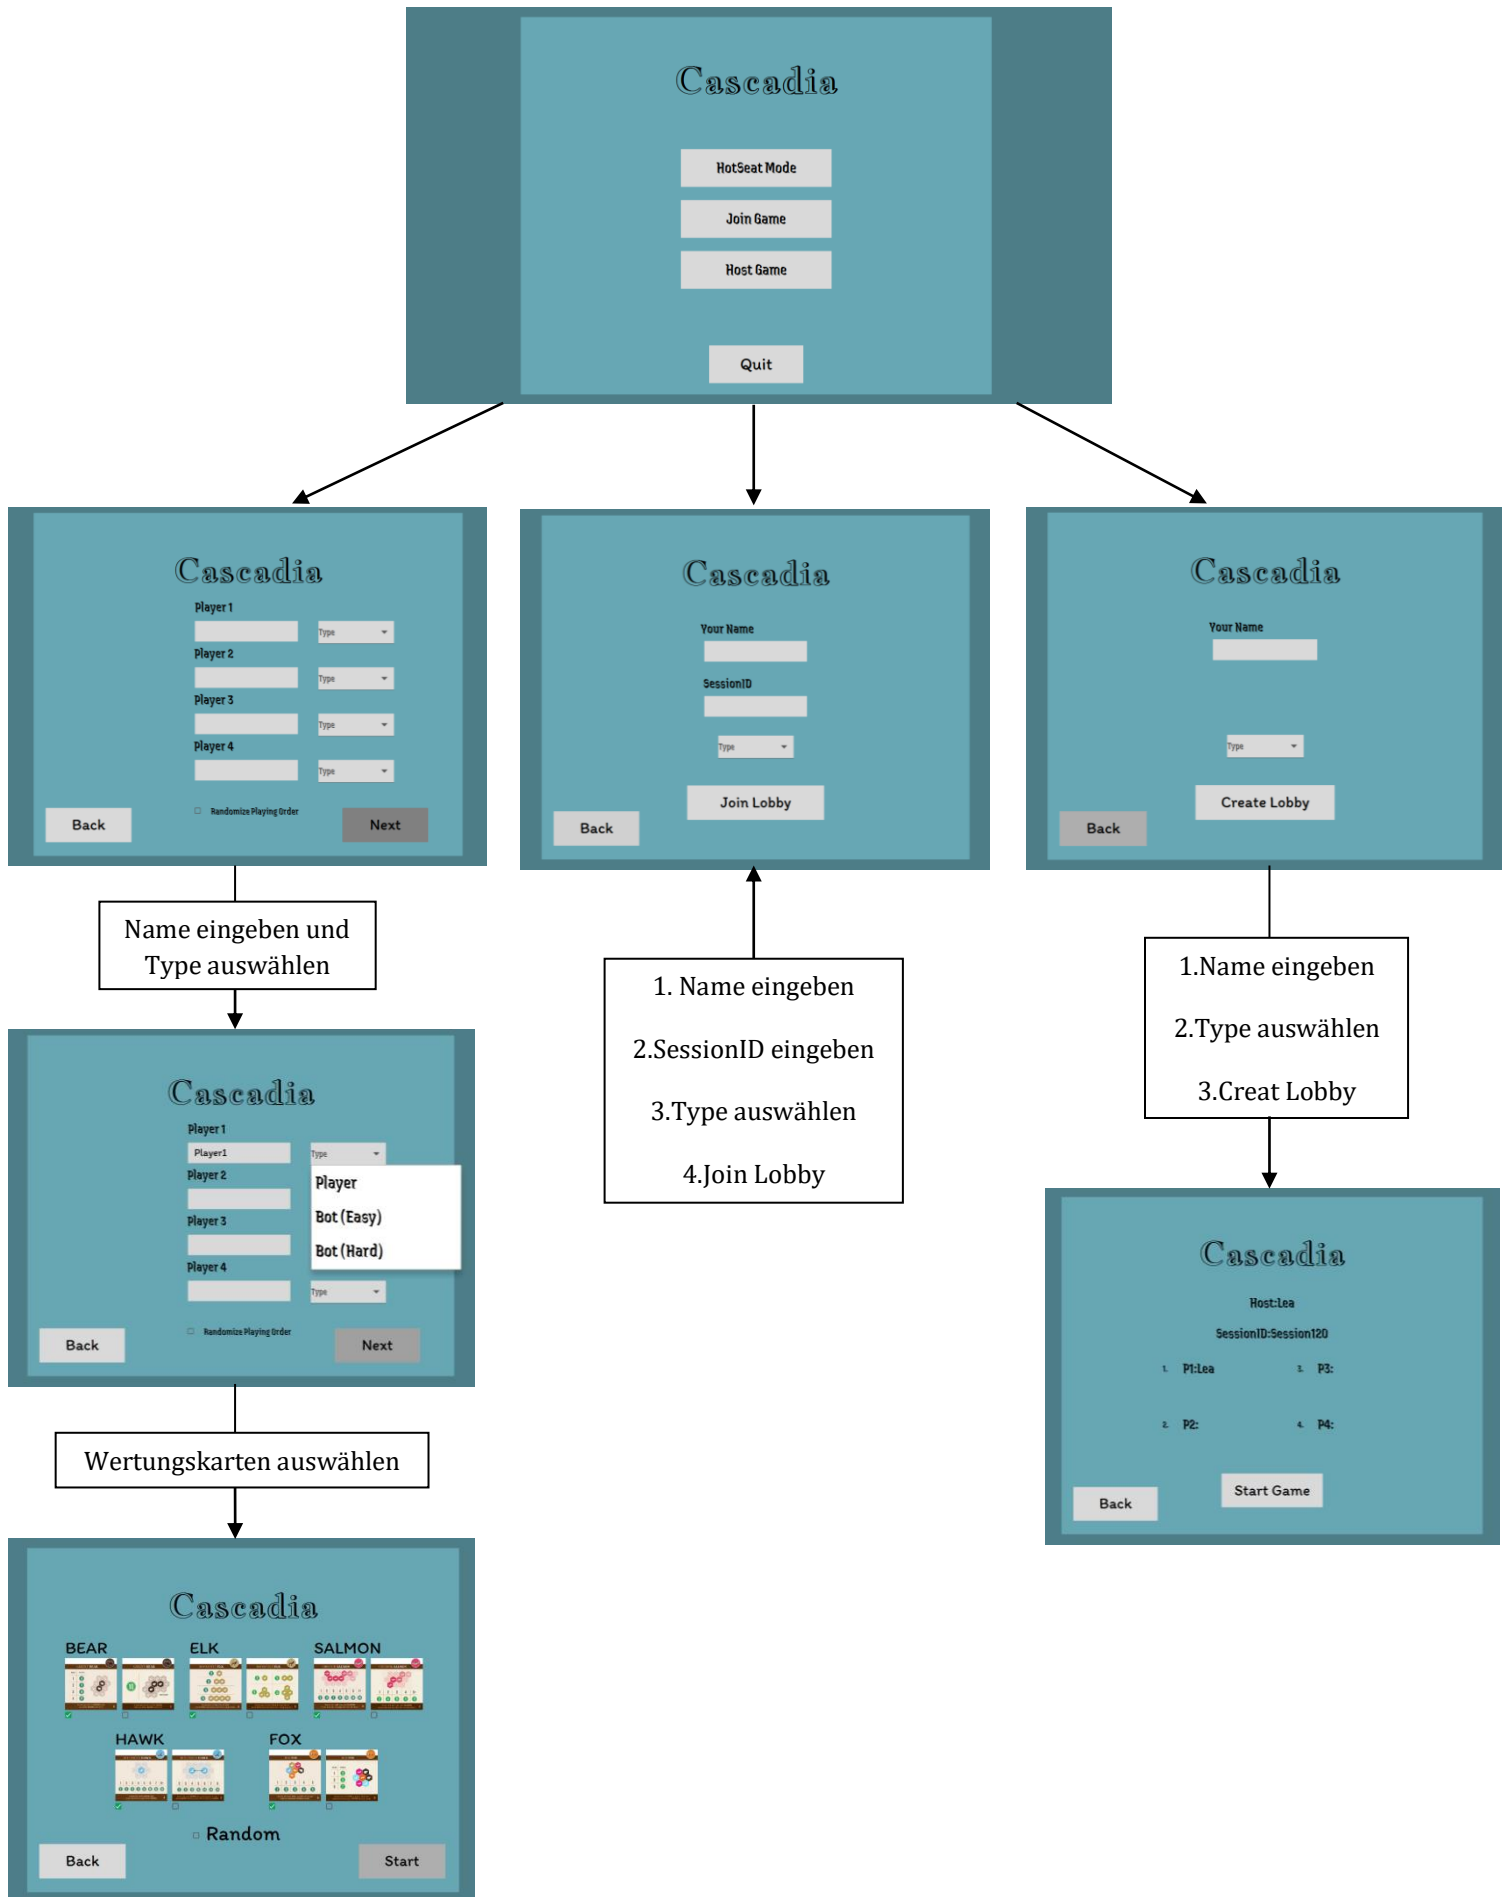 Cascadia
HotSeat Mode
Join Game
Host Game
Quit
Cascadia
Player 1
Type
Player 2
Type
Player 3
Type
Player 4
Type
Randomize Playing Order
Back
Next
Cascadia
Your Name
SessionID
Type
Join Lobby
Back
Cascadia
Your Name
Type
Create Lobby
Back
Name eingeben und
Type auswählen
1. Name eingeben
2.SessionID eingeben
3.Type auswählen
4.Join Lobby
1.Name eingeben
2.Type auswählen
3.Creat Lobby
Cascadia
Player 1
Player1
Type
Player 2
Player
Bot (Easy)
Player 3
Bot (Hard)
Player 4
Type
Randomize Playing Order
Back
Next
Cascadia
Host:Lea
SessionID:Session120
1. P1:Lea
3. P3:
2. P2:
4. P4:
Start Game
Back
Wertungskarten auswählen
Cascadia
BEAR
ELK
SALMON
HAWK
FOX
Random
Back
Start